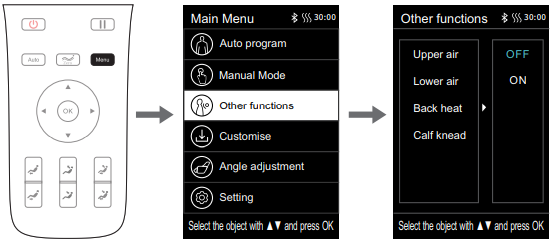 Auto
Menu
OK
Main Menu 30:00
Auto program
Manual Mode
Other functions
Customise
Angle adjustment
Setting
Select the object with ▲▼ and press OK
Other functions 30:00
Upper air OFF
Lower air ON
Back heat
Calf knead
Select the object with ▲▼ and press OK